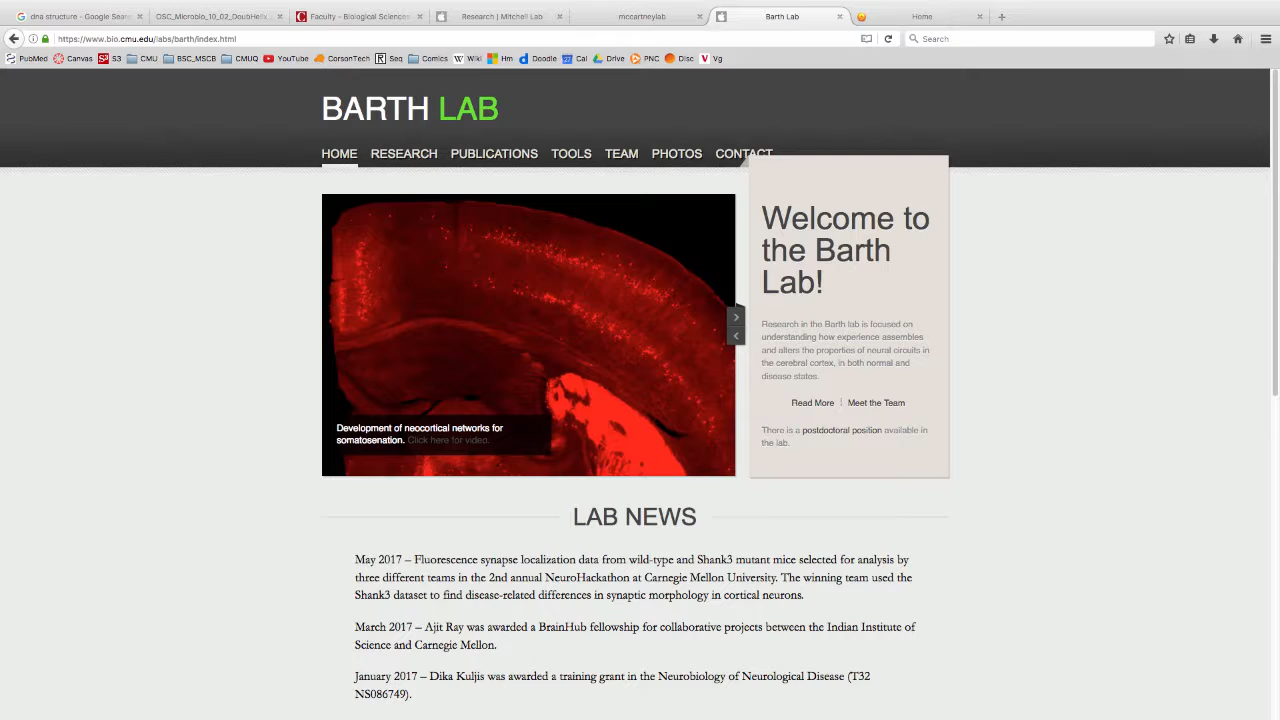 dna structure - Google Sear
OSC_Microbio_10_02_DoubHeli
Faculty - Biological Sciences
Research | Mitchell Lab
mccartneylab
Barth Lab
Home
https://www.bio.cmu.edu/labs/barth/index.html
Search
PubMed Canvas S3 CMU BSC_MSCB CMUQ YouTube CorsonTech Seq Comics Wiki Hm Doodle Cal Drive PNC Disc Vg
BARTH LAB
HOME RESEARCH PUBLICATIONS TOOLS TEAM PHOTOS CONTACT
Welcome to
the Barth
Lab!
Research in the Barth lab is focused on
understanding how experience assembles
and alters the properties of neural circuits in
the cerebral cortex, in both normal and
disease states.
Read More Meet the Team
There is a postdoctoral position available in
the lab.
Development of neocortical networks for
somatosenation. Click here for video.
LAB NEWS
May 2017 – Fluorescence synapse localization data from wild-type and Shank3 mutant mice selected for analysis by
three different teams in the 2nd annual NeuroHackathon at Carnegie Mellon University. The winning team used the
Shank3 dataset to find disease-related differences in synaptic morphology in cortical neurons.
March 2017 – Ajit Ray was awarded a BrainHub fellowship for collaborative projects between the Indian Institute of
Science and Carnegie Mellon.
January 2017 – Dika Kuljis was awarded a training grant in the Neurobiology of Neurological Disease (T32
NS086749).